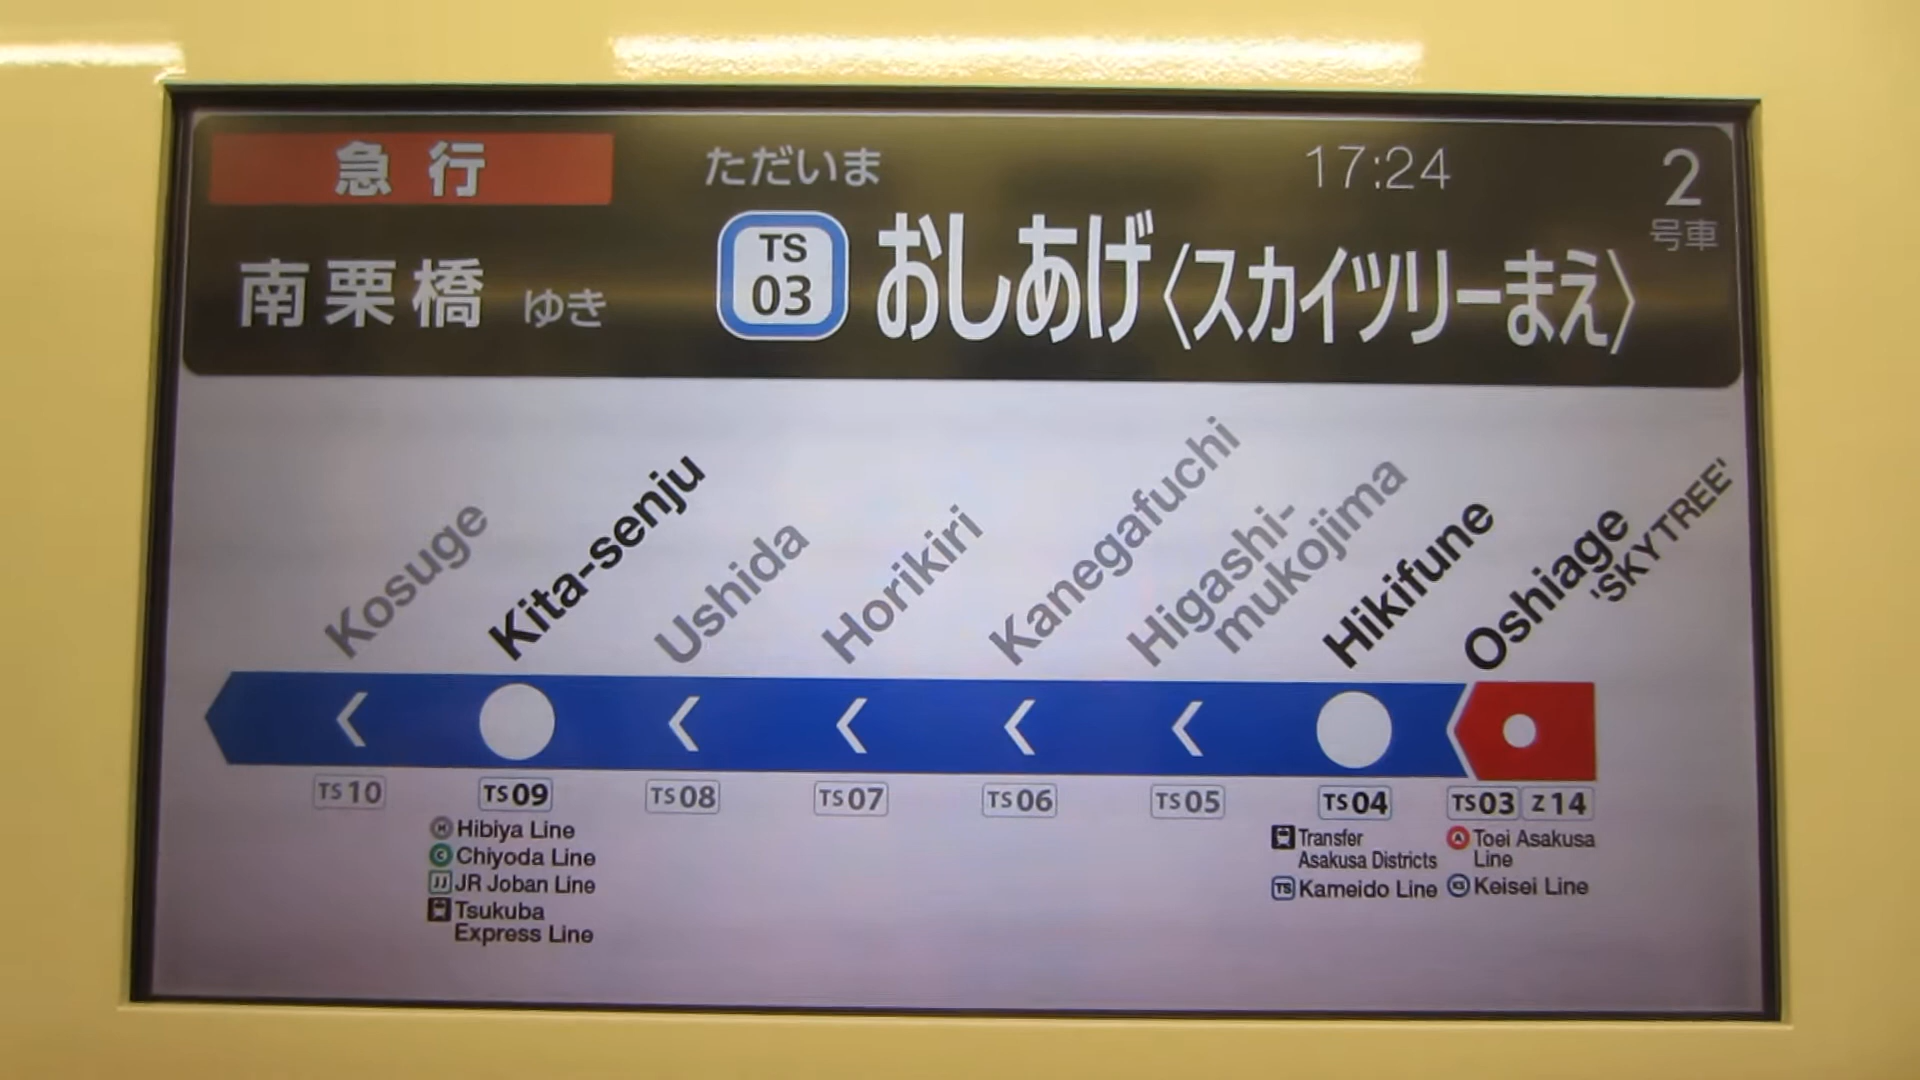 急行
ただいま
17:24
2
号車
南栗橋 ゆき
TS
03
おしあげ〈スカイツリーまえ〉
Kosuge
Kita-senju
Ushida
Horikiri
Kanegafuchi
Higashi-
mukojima
Hikifune
Oshiage
'SKYTREE'
TS10
TS09
TS08
TS07
TS06
TS05
TS04
TS03
Z14
H Hibiya Line
C Chiyoda Line
JJ JR Joban Line
Tsukuba
Express Line
Transfer
Asakusa Districts
TS Kameido Line
A Toei Asakusa
Line
KS Keisei Line